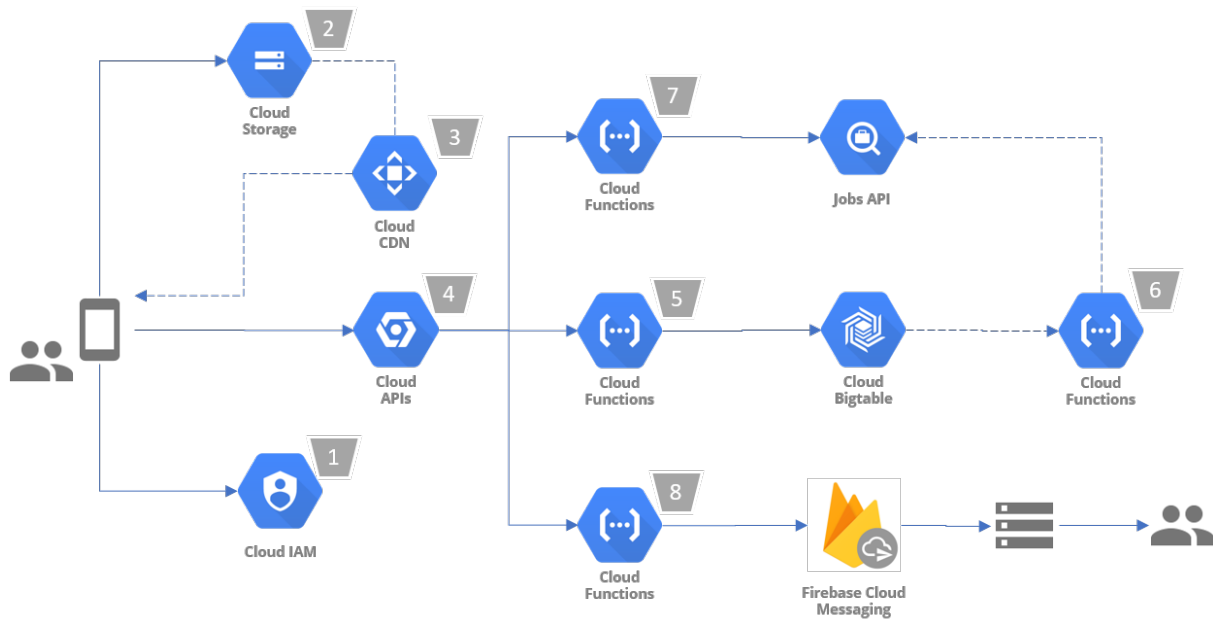 2
Cloud
Storage
3
Cloud
CDN
7
Cloud
Functions
Jobs API
4
Cloud
APIs
5
Cloud
Functions
Cloud
Bigtable
6
Cloud
Functions
1
Cloud IAM
8
Cloud
Functions
Firebase Cloud
Messaging